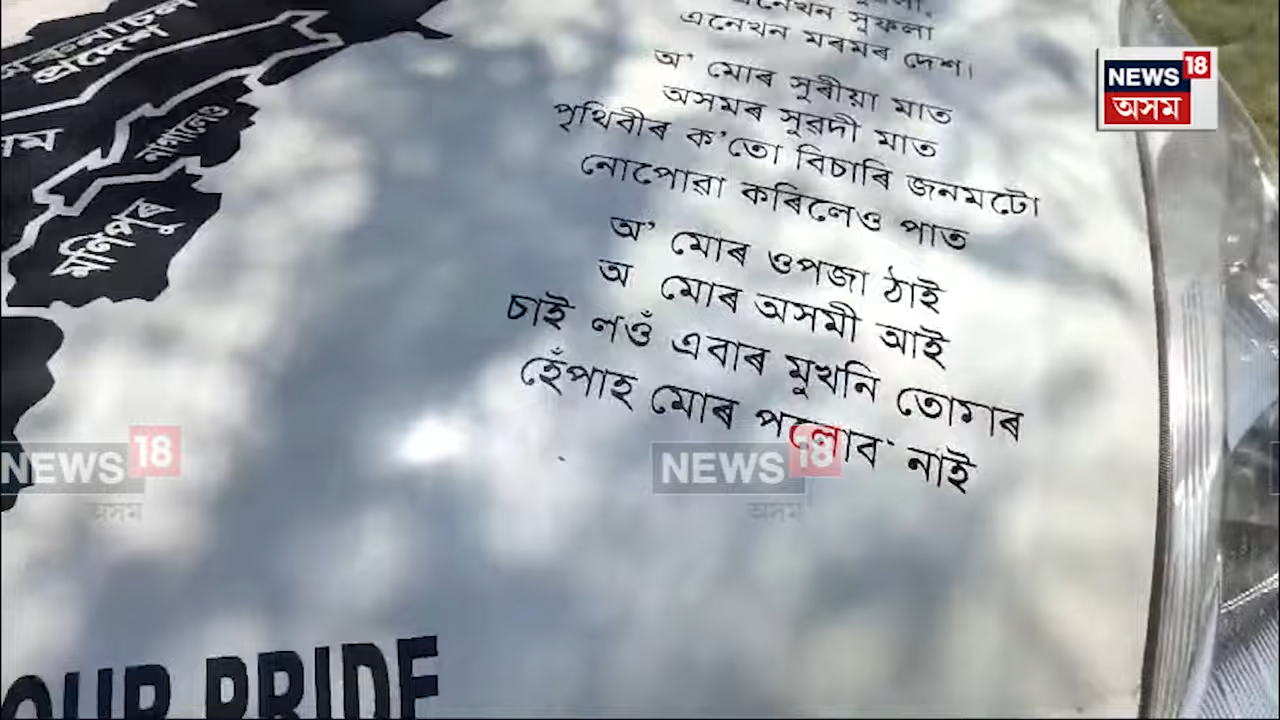 এনেখন সুফলা
এনেখন মৰমৰ দেশ।
অ’ মোৰ সুৰীয়া মাত
অসমৰ সুৱদী মাত
পৃথিবীৰ ক’তো বিচাৰি জনমটো
নোপোৱা কৰিলেও পাত
অ’ মোৰ ওপজা ঠাই
অ মোৰ অসমী আই
চাই লওঁ এবাৰ মুখনি তোমাৰ
হেঁপাহ মোৰ পলোৱা নাই
প্ৰদেশ
নাগালেণ্ড
মণিপুৰ
OUR PRIDE
NEWS 18
অসম
NEWS 18
অসম
NEWS 18
অসম